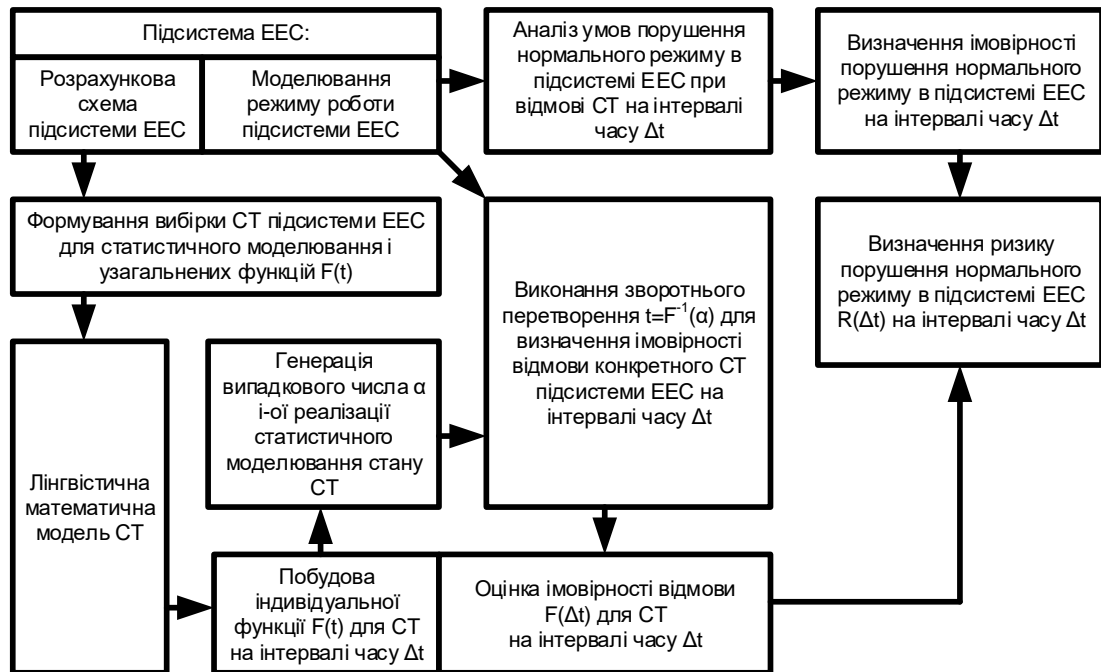 Підсистема ЕЕС:
Розрахункова
схема
підсистеми ЕЕС
Моделювання
режиму роботи
підсистеми ЕЕС
Аналіз умов порушення
нормального режиму в
підсистемі ЕЕС при
відмові СТ на інтервалі
часу Δt
Визначення імовірності
порушення нормального
режиму в підсистемі ЕЕС
на інтервалі часу Δt
Формування вибірки СТ підсистеми ЕЕС
для статистичного моделювання і
узагальнених функцій F(t)
Виконання зворотнього
перетворення t=F⁻¹(α) для
визначення імовірності
відмови конкретного СТ
підсистеми ЕЕС на
інтервалі часу Δt
Визначення ризику
порушення нормального
режиму в підсистемі ЕЕС
R(Δt) на інтервалі часу Δt
Лінгвістична
математична
модель СТ
Генерація
випадкового числа α
і-ої реалізації
статистичного
моделювання стану
СТ
Побудова
індивідуальної
функції F(t) для СТ
на інтервалі часу Δt
Оцінка імовірності відмови
F(Δt) для СТ
на інтервалі часу Δt